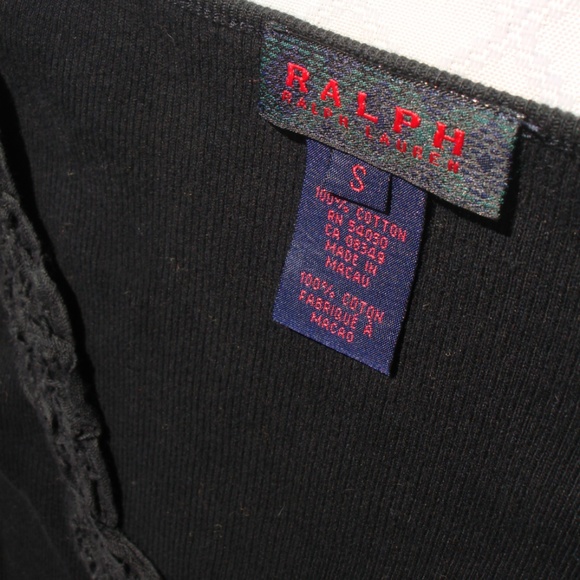 RALPH
RALPH LAUREN
S
100% COTTON
RN 54030
CA 08349
MADE IN
MACAU
100% COTON
FABRIQUÉ À
MACAO